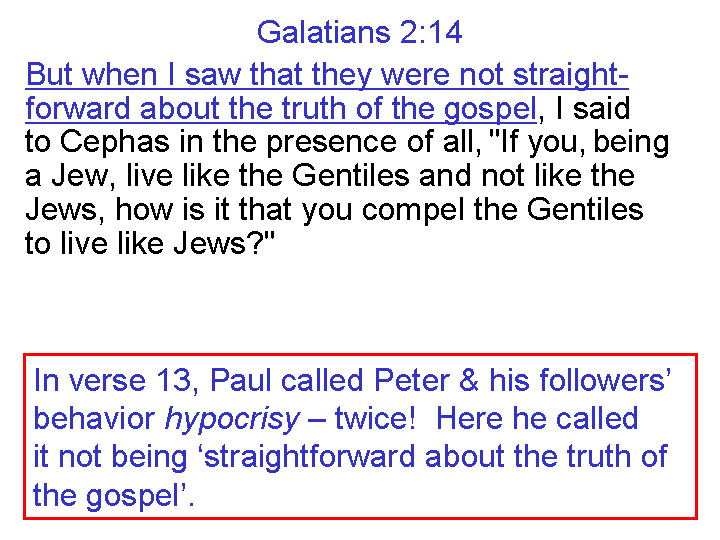 Galatians 2:14
But when I saw that they were not straight-
forward about the truth of the gospel, I said
to Cephas in the presence of all, "If you, being
a Jew, live like the Gentiles and not like the
Jews, how is it that you compel the Gentiles
to live like Jews?"
In verse 13, Paul called Peter & his followers’
behavior hypocrisy – twice!  Here he called
it not being ‘straightforward about the truth of
the gospel’.